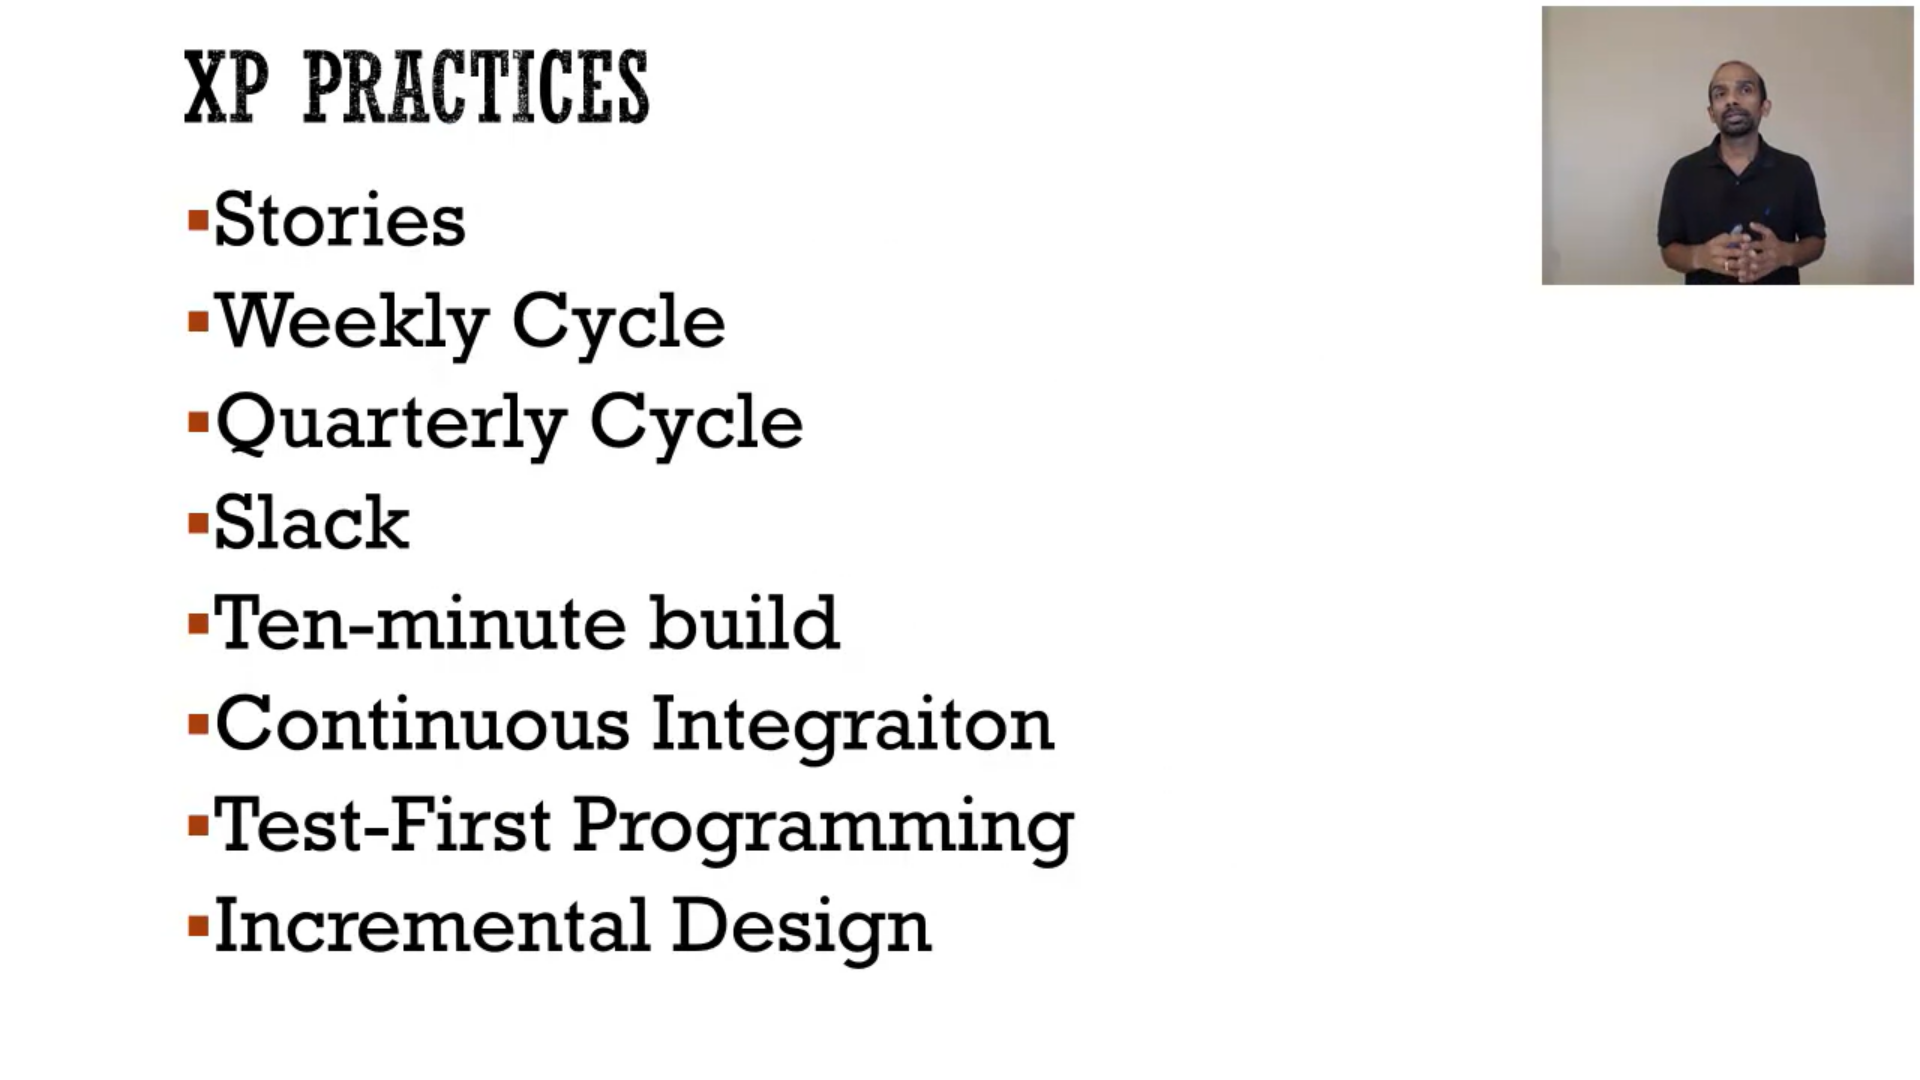 XP PRACTICES
▪Stories
▪Weekly Cycle
▪Quarterly Cycle
▪Slack
▪Ten-minute build
▪Continuous Integraiton
▪Test-First Programming
▪Incremental Design